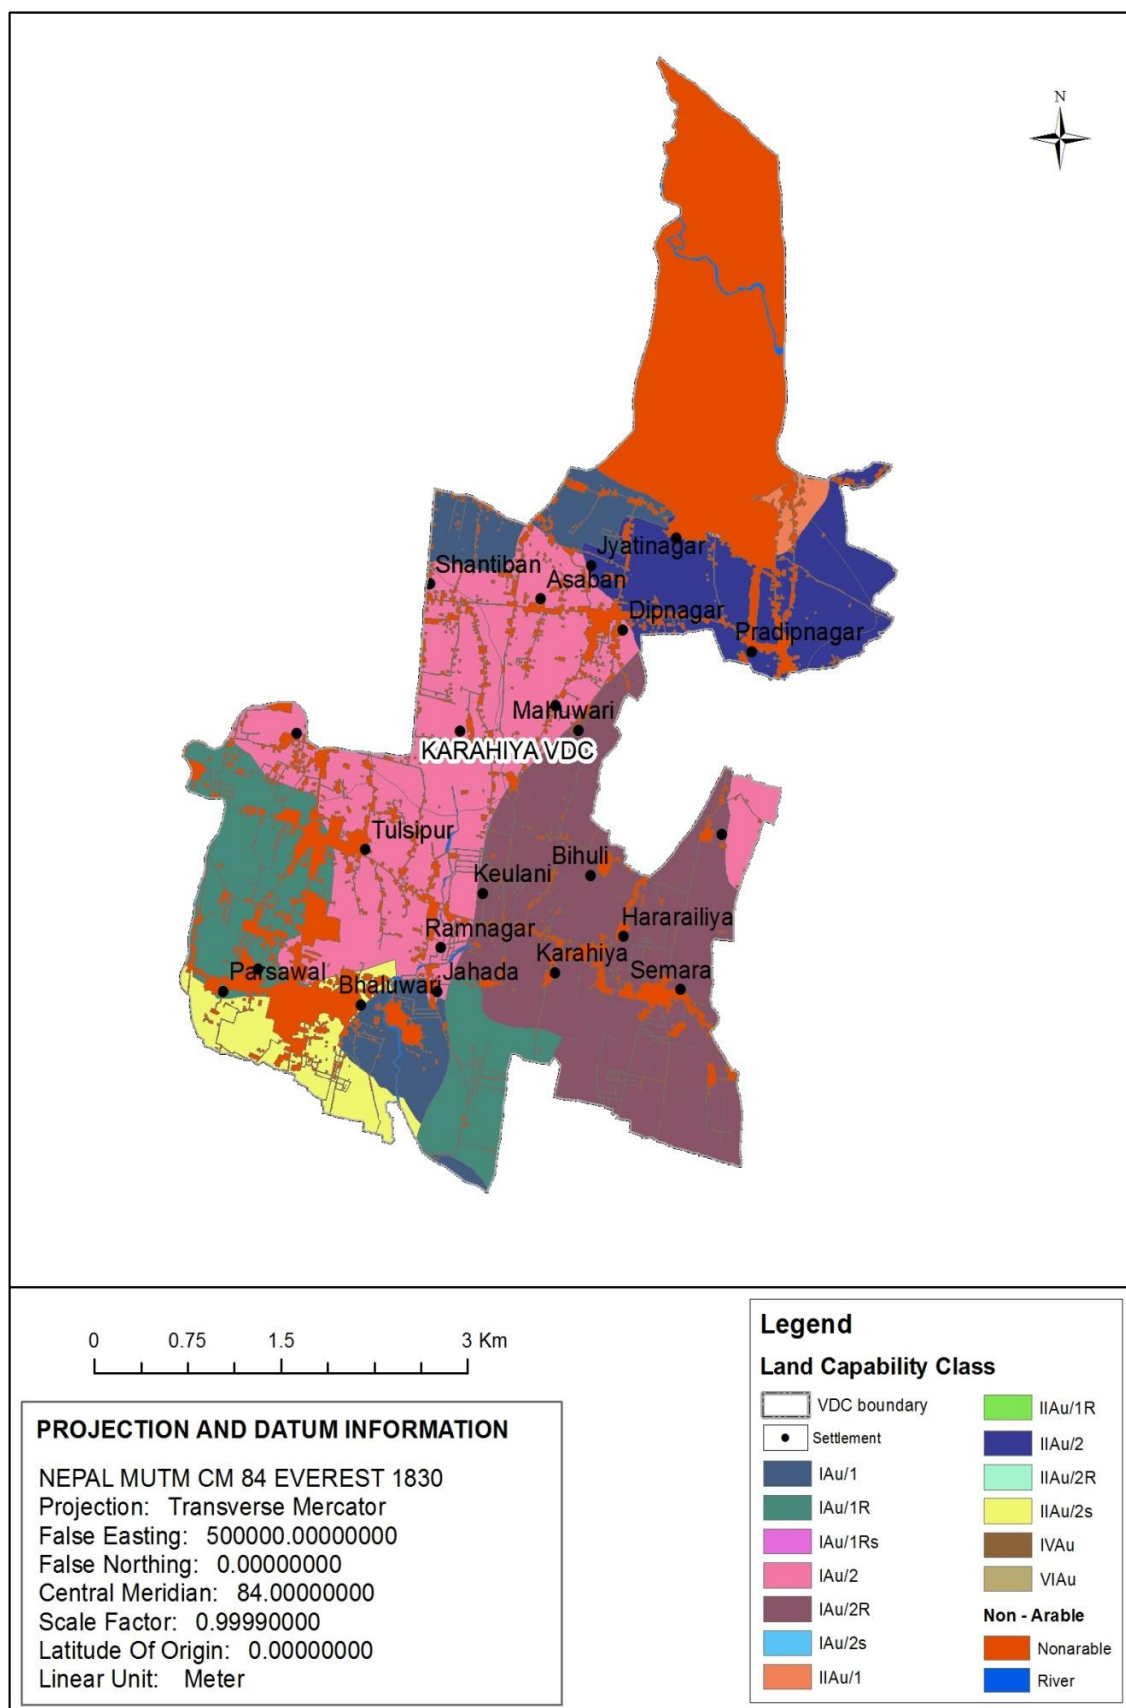 N
Jyatinagar
Shantiban
Asaban
Dipnagar
Pradipnagar
Mahuwari
KARAHIYA VDC
Tulsipur
Bihuli
Keulani
Ramnagar
Hararailiya
Parsawal
Bhaluwari
Jahada
Karahiya
Semara
0 0.75 1.5 3 Km
PROJECTION AND DATUM INFORMATION
NEPAL MUTM CM 84 EVEREST 1830
Projection: Transverse Mercator
False Easting: 500000.00000000
False Northing: 0.00000000
Central Meridian: 84.00000000
Scale Factor: 0.99990000
Latitude Of Origin: 0.00000000
Linear Unit: Meter
Legend
Land Capability Class
VDC boundary
Settlement
IAu/1
IAu/1R
IAu/1Rs
IAu/2
IAu/2R
IAu/2s
IIAu/1
IIAu/1R
IIAu/2
IIAu/2R
IIAu/2s
IVAu
VIAu
Non - Arable
Nonarable
River